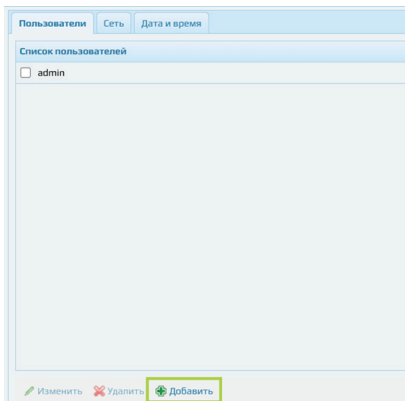 Пользователи Сеть Дата и время
Список пользователей
admin
Изменить Удалить Добавить